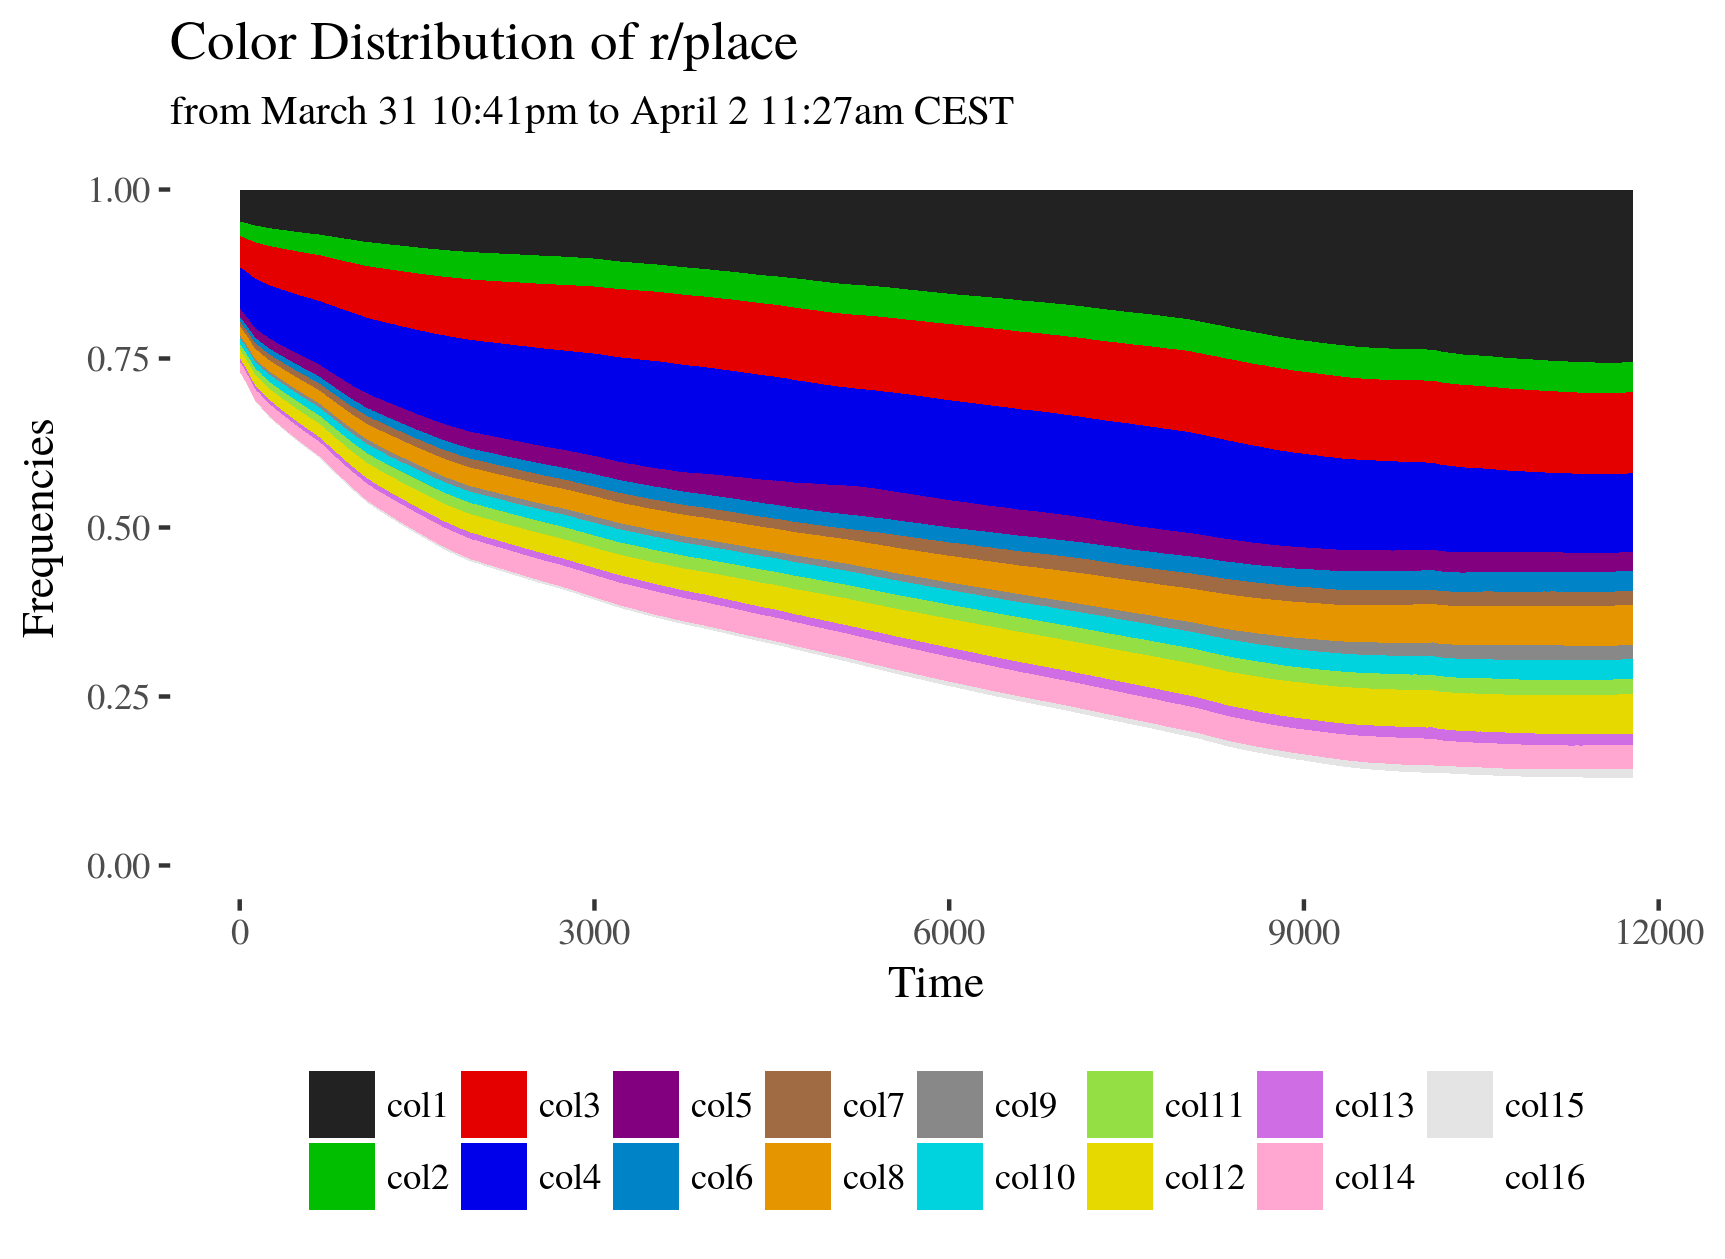 Color Distribution of r/place
from March 31 10:41pm to April 2 11:27am CEST
Frequencies
1.00
0.75
0.50
0.25
0.00
0 3000 6000 9000 12000
Time
col1 col3 col5 col7 col9 col11 col13 col15
col2 col4 col6 col8 col10 col12 col14 col16